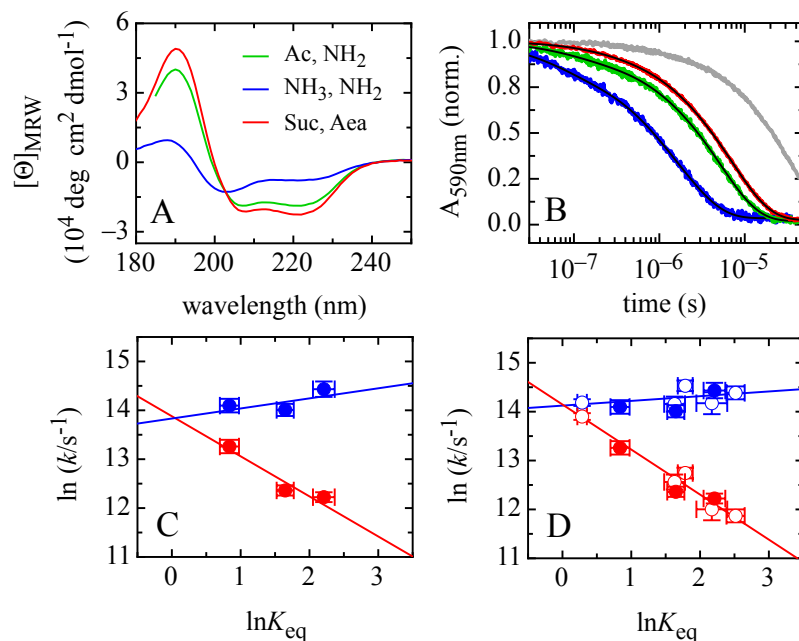 [Θ]MRW
(10⁴ deg cm² dmol⁻¹)
6
3
0
−3
Ac, NH₂
NH₃, NH₂
Suc, Aea
A
180 200 220 240
wavelength (nm)
A590nm (norm.)
1.0
0.8
0.5
0.2
0.0
B
10⁻⁷ 10⁻⁶ 10⁻⁵
time (s)
ln (k/s⁻¹)
15
14
13
12
11
C
0 1 2 3
lnKeq
ln (k/s⁻¹)
15
14
13
12
11
D
0 1 2 3
lnKeq